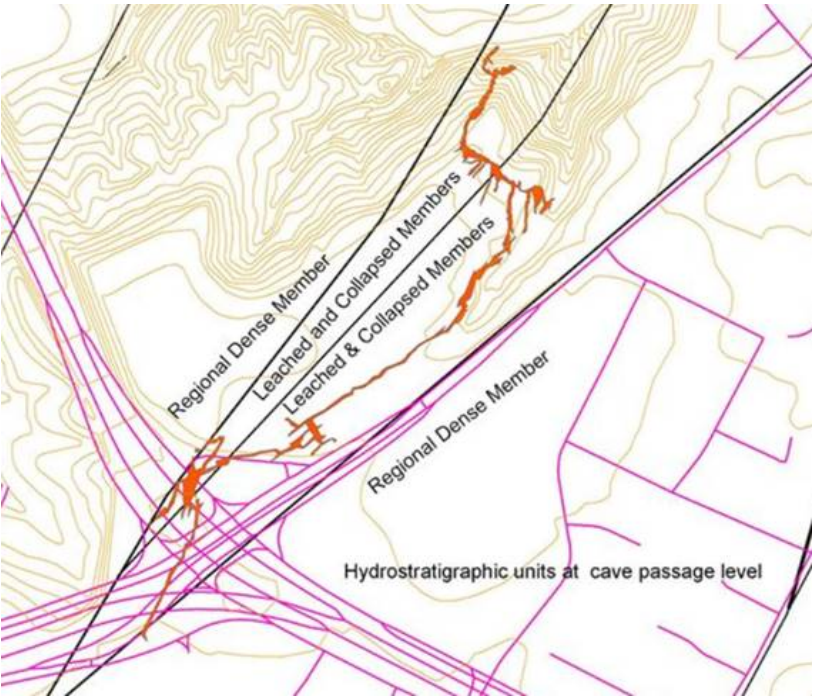 Regional Dense Member
Leached and Collapsed Members
Leached & Collapsed Members
Regional Dense Member
Hydrostratigraphic units at cave passage level